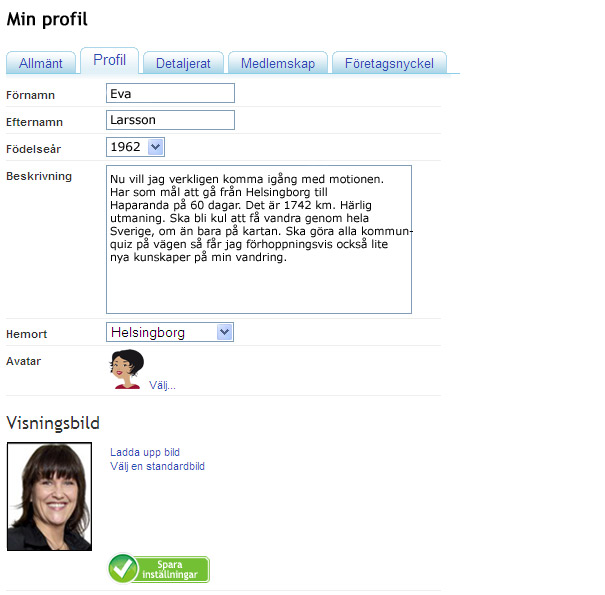 Min profil
Allmänt Profil Detaljerat Medlemskap Företagsnyckel
Förnamn Eva
Efternamn Larsson
Födelseår 1962
Beskrivning Nu vill jag verkligen komma igång med motionen.
Har som mål att gå från Helsingborg till
Haparanda på 60 dagar. Det är 1742 km. Härlig
utmaning. Ska bli kul att få vandra genom hela
Sverige, om än bara på kartan. Ska göra alla kommun-
quiz på vägen så får jag förhoppningsvis också lite
nya kunskaper på min vandring.
Hemort Helsingborg
Avatar Välj...
Visningsbild
Ladda upp bild
Välj en standardbild
Spara
inställningar